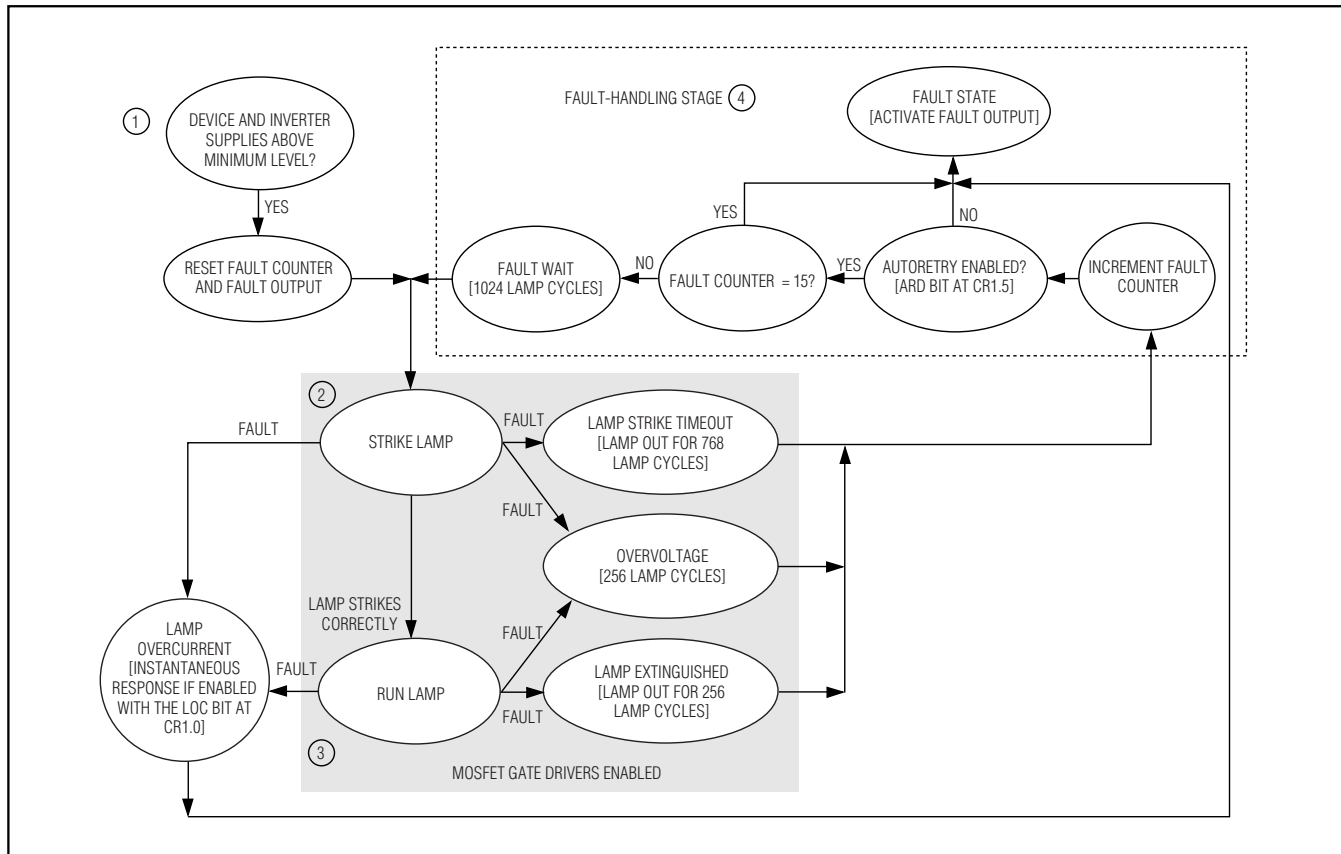 1
DEVICE AND INVERTER
SUPPLIES ABOVE
MINIMUM LEVEL?
YES
RESET FAULT COUNTER
AND FAULT OUTPUT
FAULT-HANDLING STAGE 4
FAULT STATE
[ACTIVATE FAULT OUTPUT]
YES
NO
FAULT WAIT
[1024 LAMP CYCLES]
NO
FAULT COUNTER = 15?
YES
AUTORETRY ENABLED?
[ARD BIT AT CR1.5]
INCREMENT FAULT
COUNTER
2
FAULT
STRIKE LAMP
FAULT
LAMP STRIKE TIMEOUT
[LAMP OUT FOR 768
LAMP CYCLES]
FAULT
OVERVOLTAGE
[256 LAMP CYCLES]
LAMP STRIKES
CORRECTLY
FAULT
LAMP
OVERCURRENT
[INSTANTANEOUS
RESPONSE IF ENABLED
WITH THE LOC BIT AT
CR1.0]
FAULT
RUN LAMP
FAULT
LAMP EXTINGUISHED
[LAMP OUT FOR 256
LAMP CYCLES]
3
MOSFET GATE DRIVERS ENABLED